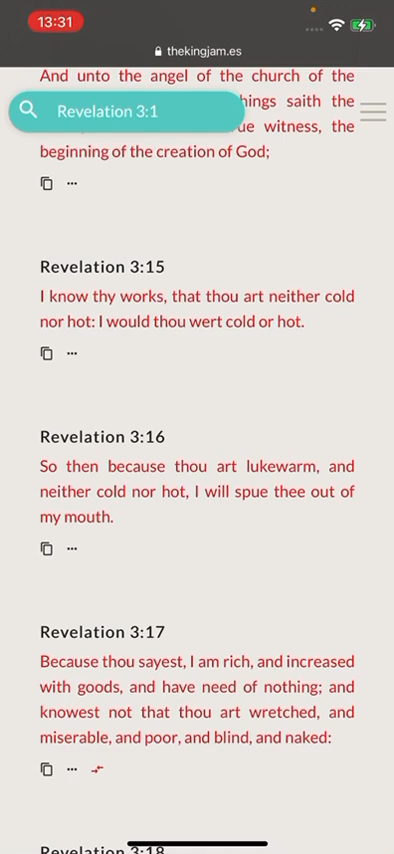 13:31
thekingjam.es
And unto the angel of the church of the
Revelation 3:1
hings saith the
ue witness, the
beginning of the creation of God;
Revelation 3:15
I know thy works, that thou art neither cold
nor hot: I would thou wert cold or hot.
Revelation 3:16
So then because thou art lukewarm, and
neither cold nor hot, I will spue thee out of
my mouth.
Revelation 3:17
Because thou sayest, I am rich, and increased
with goods, and have need of nothing; and
knowest not that thou art wretched, and
miserable, and poor, and blind, and naked:
Revelation 3:18